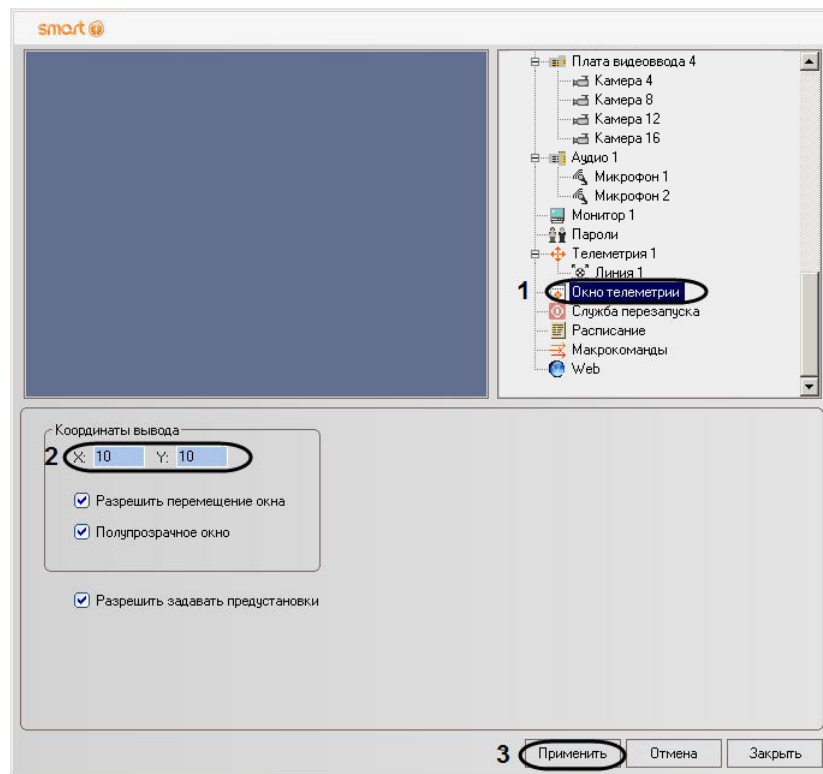 smart
Плата видеоввода 4
Камера 4
Камера 8
Камера 12
Камера 16
Аудио 1
Микрофон 1
Микрофон 2
Монитор 1
Пароли
Телеметрия 1
Линия 1
1 Окно телеметрии
Служба перезапуска
Расписание
Макрокоманды
Web
Координаты вывода
2 X: 10 Y: 10
Разрешить перемещение окна
Полупрозрачное окно
Разрешить задавать предустановки
3 Применить Отмена Закрыть